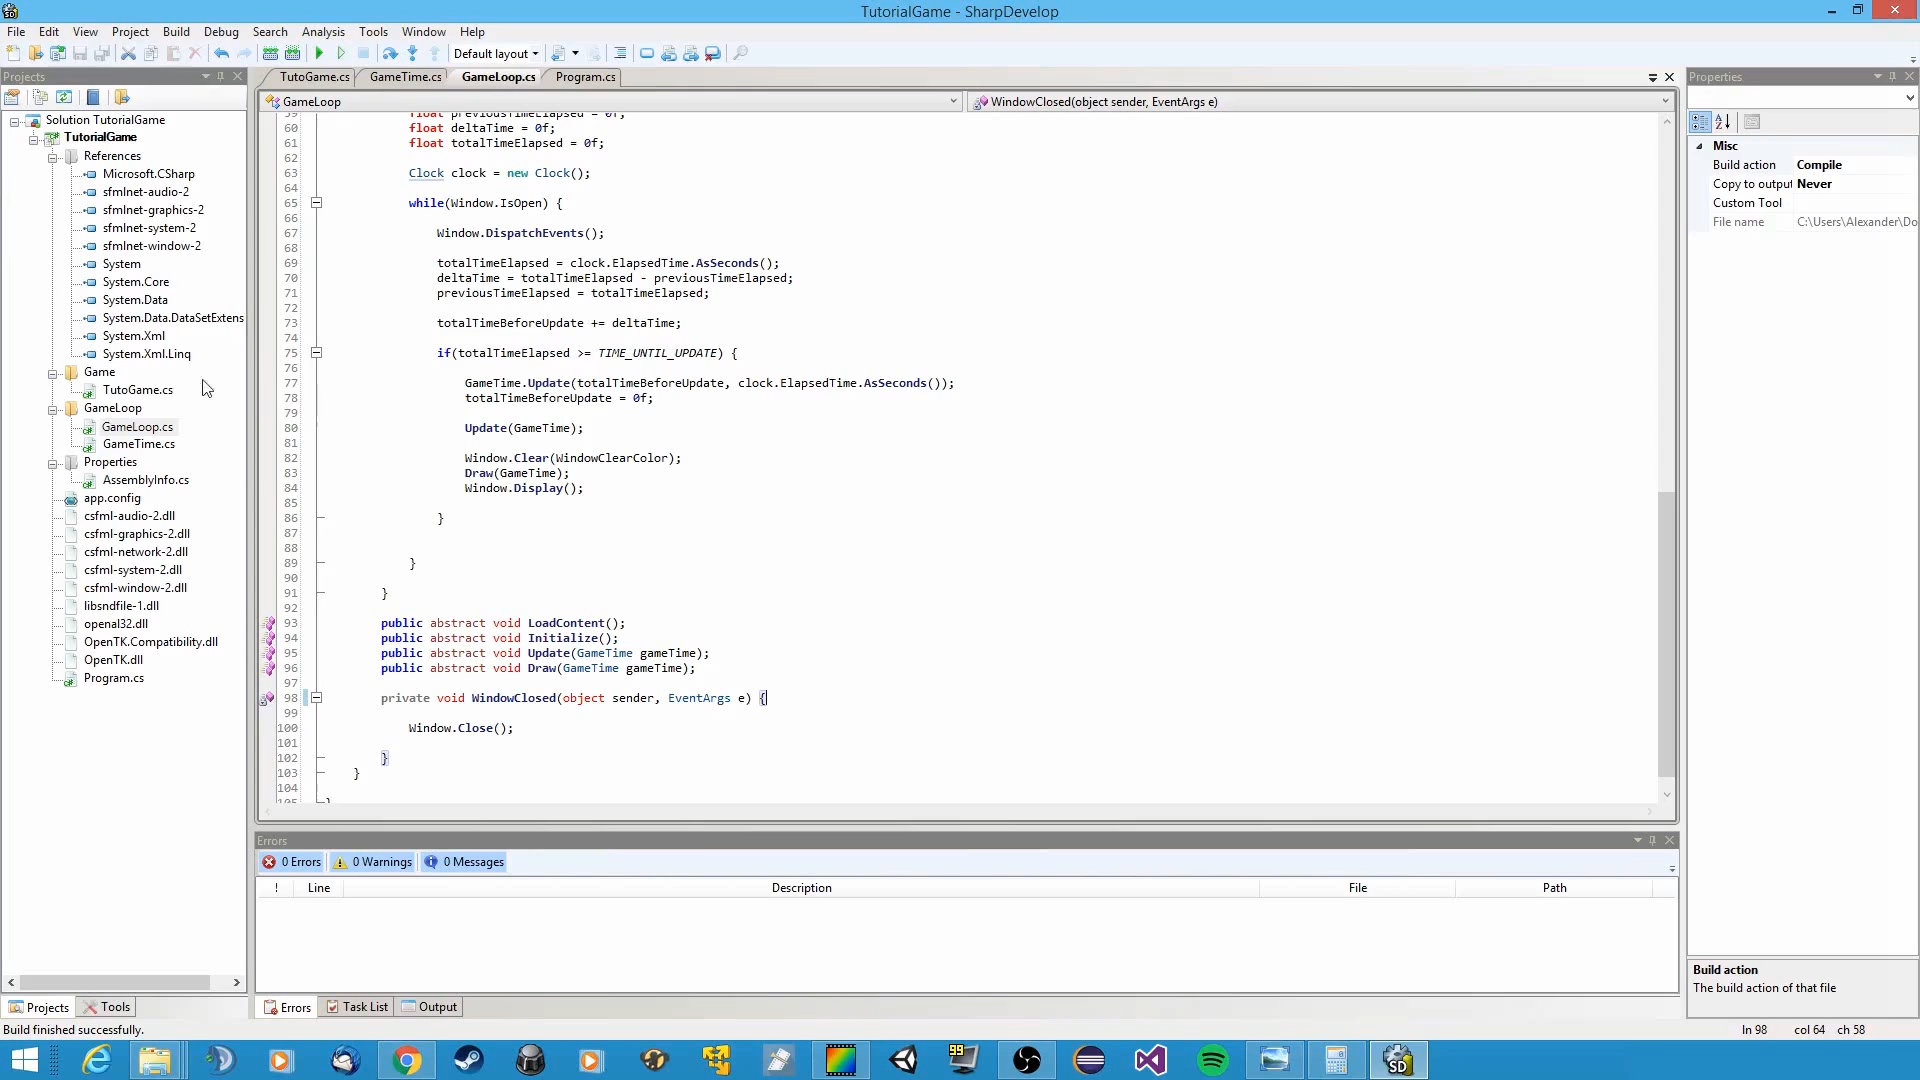 TutorialGame - SharpDevelop
File Edit View Project Build Debug Search Analysis Tools Window Help
Default layout
Projects
Solution TutorialGame
TutorialGame
References
Microsoft.CSharp
sfmlnet-audio-2
sfmlnet-graphics-2
sfmlnet-system-2
sfmlnet-window-2
System
System.Core
System.Data
System.Data.DataSetExtens
System.Xml
System.Xml.Linq
Game
TutoGame.cs
GameLoop
GameLoop.cs
GameTime.cs
Properties
AssemblyInfo.cs
app.config
csfml-audio-2.dll
csfml-graphics-2.dll
csfml-network-2.dll
csfml-system-2.dll
csfml-window-2.dll
libsndfile-1.dll
openal32.dll
OpenTK.Compatibility.dll
OpenTK.dll
Program.cs
Projects Tools
TutoGame.cs GameTime.cs GameLoop.cs Program.cs
GameLoop WindowClosed(object sender, EventArgs e)
59 float previousTimeElapsed = 0f;
60 float deltaTime = 0f;
61 float totalTimeElapsed = 0f;
62
63 Clock clock = new Clock();
64
65 while(Window.IsOpen) {
66
67 Window.DispatchEvents();
68
69 totalTimeElapsed = clock.ElapsedTime.AsSeconds();
70 deltaTime = totalTimeElapsed - previousTimeElapsed;
71 previousTimeElapsed = totalTimeElapsed;
72
73 totalTimeBeforeUpdate += deltaTime;
74
75 if(totalTimeElapsed >= TIME_UNTIL_UPDATE) {
76
77 GameTime.Update(totalTimeBeforeUpdate, clock.ElapsedTime.AsSeconds());
78 totalTimeBeforeUpdate = 0f;
79
80 Update(GameTime);
81
82 Window.Clear(WindowClearColor);
83 Draw(GameTime);
84 Window.Display();
85
86 }
87
88
89 }
90
91 }
92
93 public abstract void LoadContent();
94 public abstract void Initialize();
95 public abstract void Update(GameTime gameTime);
96 public abstract void Draw(GameTime gameTime);
97
98 private void WindowClosed(object sender, EventArgs e) {
99
100 Window.Close();
101
102 }
103 }
104
105 }
Errors
0 Errors 0 Warnings 0 Messages
! Line Description File Path
Errors Task List Output
Properties
Misc
Build action Compile
Copy to output Never
Custom Tool
File name C:\Users\Alexander\Do
Build action
The build action of that file
Build finished successfully.
ln 98 col 64 ch 58
99
SD